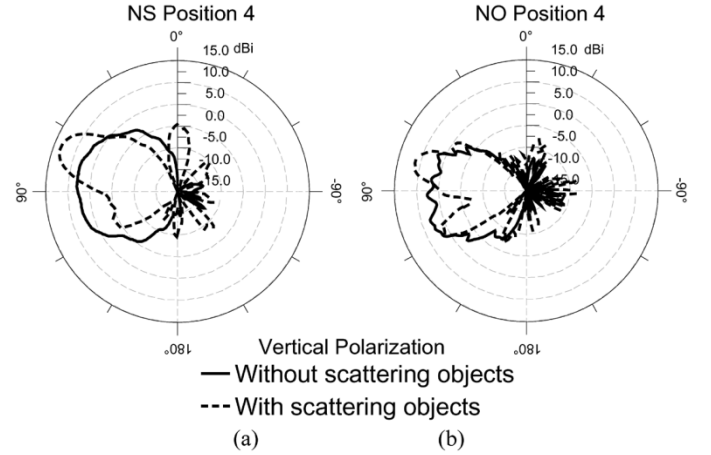 NS Position 4
NO Position 4
0°
0°
15.0 dBi
15.0 dBi
10.0
10.0
5.0
5.0
0.0
0.0
-5.0
-5.0
-10.0
-10.0
15.0
15.0
90°
-90°
90°
-90°
180°
180°
Vertical Polarization
Without scattering objects
With scattering objects
(a)
(b)